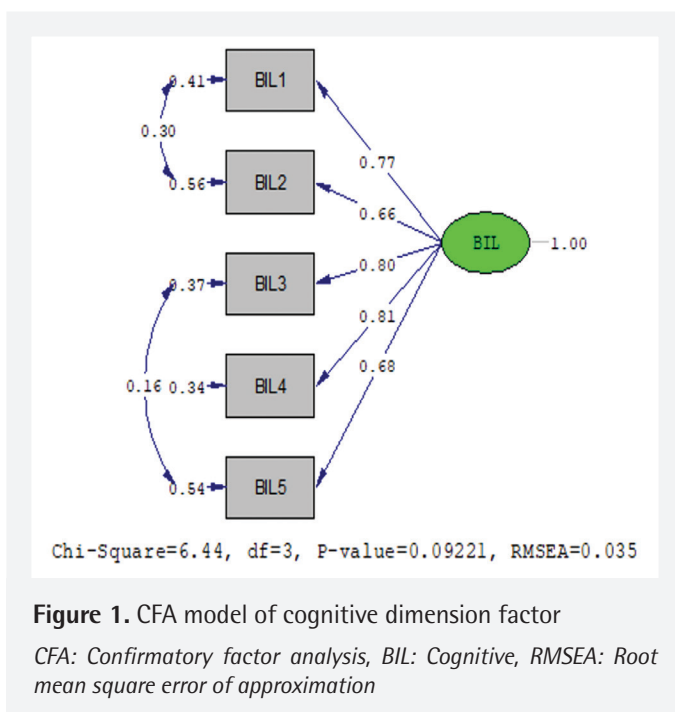 0.41
BIL1
0.30
0.77
0.56
BIL2
0.66
BIL
1.00
0.37
BIL3
0.80
0.81
0.16
0.34
BIL4
0.68
0.54
BIL5
Chi-Square=6.44, df=3, P-value=0.09221, RMSEA=0.035
Figure 1. CFA model of cognitive dimension factor
CFA: Confirmatory factor analysis, BIL: Cognitive, RMSEA: Root
mean square error of approximation